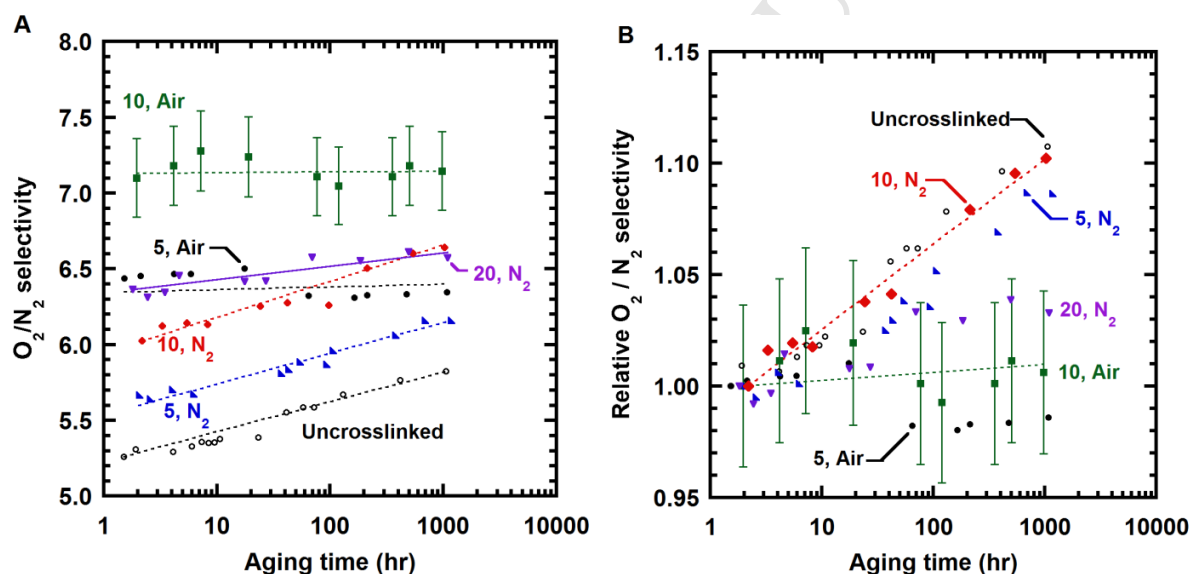 A
8.0
7.5
7.0
6.5
6.0
5.5
5.0
O2/N2 selectivity
10, Air
5, Air
20, N2
10, N2
5, N2
Uncrosslinked
1
10
100
1000
10000
Aging time (hr)
B
1.15
1.10
1.05
1.00
0.95
Relative O2 / N2 selectivity
Uncrosslinked
10, N2
5, N2
20, N2
10, Air
5, Air
1
10
100
1000
10000
Aging time (hr)